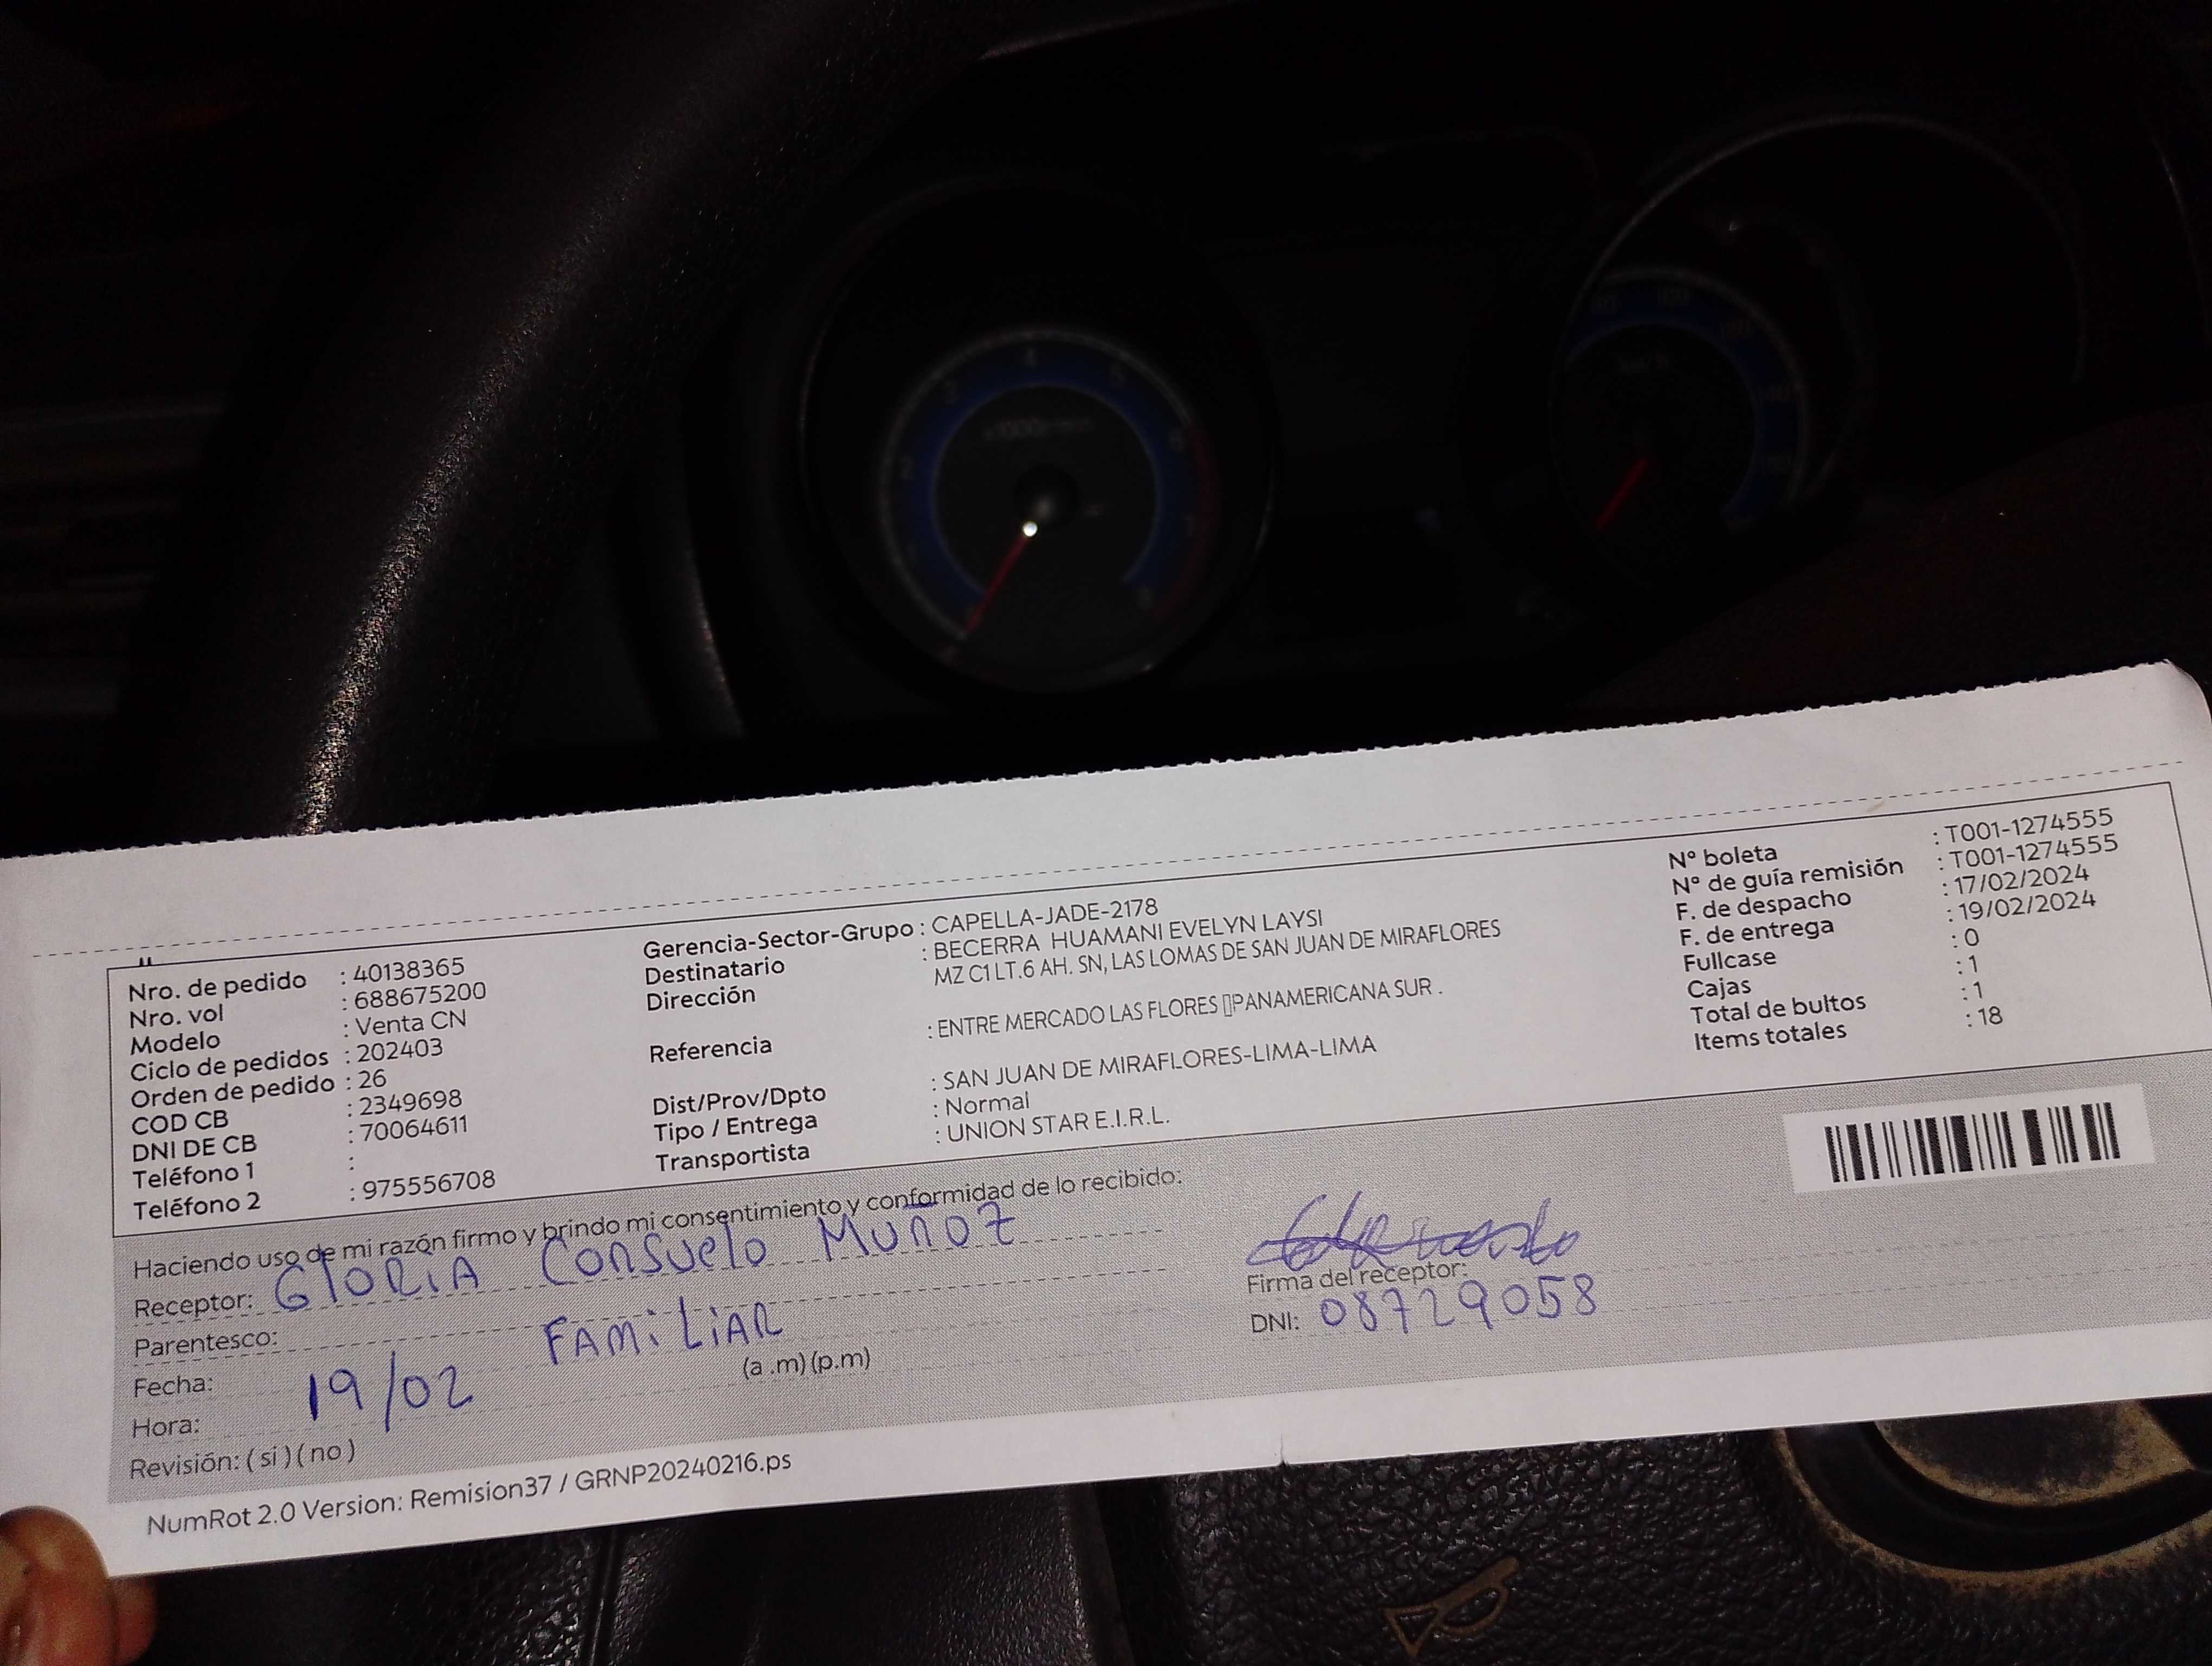 Nro. de pedido : 40138365
Nro. vol : 688675200
Modelo : Venta CN
Ciclo de pedidos : 202403
Orden de pedido : 26
COD CB : 2349698
DNI DE CB : 70064611
Teléfono 1 :
Teléfono 2 : 975556708
Gerencia-Sector-Grupo : CAPELLA-JADE-2178
Destinatario : BECERRA HUAMANI EVELYN LAYSI
Dirección MZ C1 LT.6 AH. SN, LAS LOMAS DE SAN JUAN DE MIRAFLORES
Referencia : ENTRE MERCADO LAS FLORES ▯PANAMERICANA SUR .
Dist/Prov/Dpto : SAN JUAN DE MIRAFLORES-LIMA-LIMA
Tipo / Entrega : Normal
Transportista : UNION STAR E.I.R.L.
N° boleta : T001-1274555
N° de guía remisión : T001-1274555
F. de despacho : 17/02/2024
F. de entrega : 19/02/2024
Fullcase : 0
Cajas : 1
Total de bultos : 1
Items totales : 18
Haciendo uso de mi razón firmo y brindo mi consentimiento y conformidad de lo recibido:
Receptor: GLORIA CONSUELO MUÑOZ
Parentesco: FAMILIAR
Fecha: 19/02
Hora: (a .m) (p.m)
Revisión: ( si ) ( no )
Firma del receptor:
DNI: 08729058
NumRot 2.0 Version: Remision37 / GRNP20240216.ps